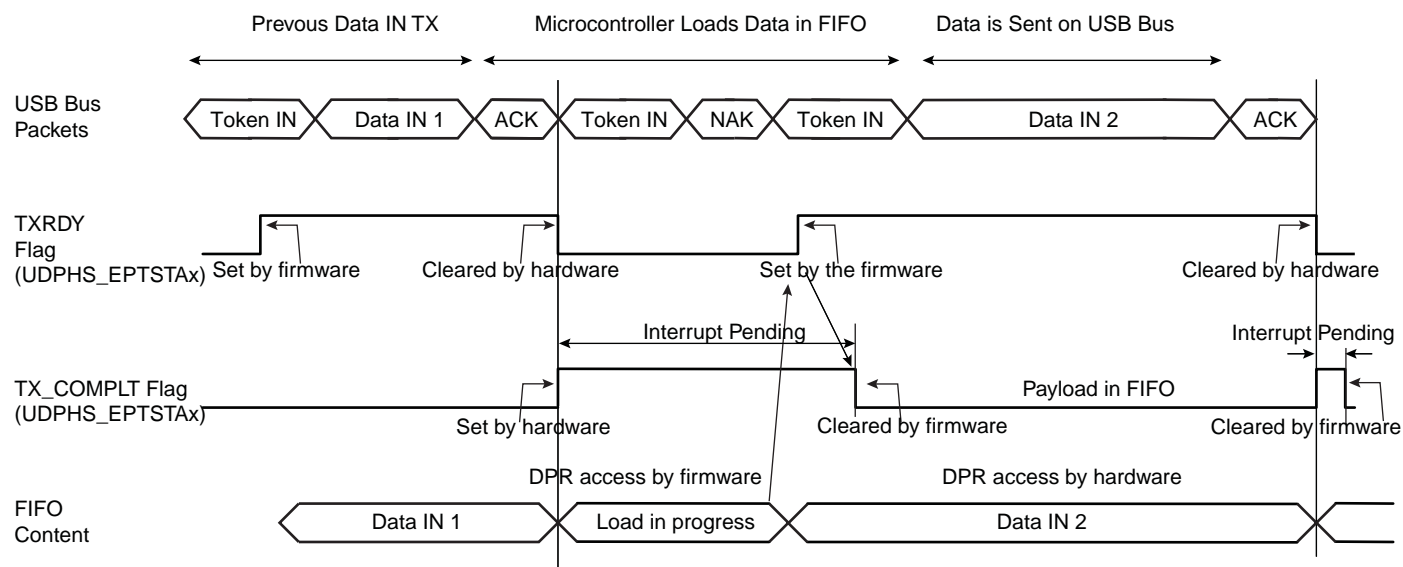 Prevous Data IN TX
Microcontroller Loads Data in FIFO
Data is Sent on USB Bus
USB Bus
Packets
Token IN
Data IN 1
ACK
Token IN
NAK
Token IN
Data IN 2
ACK
TXRDY
Flag
(UDPHS_EPTSTAx)
Set by firmware
Cleared by hardware
Set by the firmware
Cleared by hardware
Interrupt Pending
Interrupt Pending
TX_COMPLT Flag
(UDPHS_EPTSTAx)
Payload in FIFO
Set by hardware
Cleared by firmware
Cleared by firmware
DPR access by firmware
DPR access by hardware
FIFO
Content
Data IN 1
Load in progress
Data IN 2